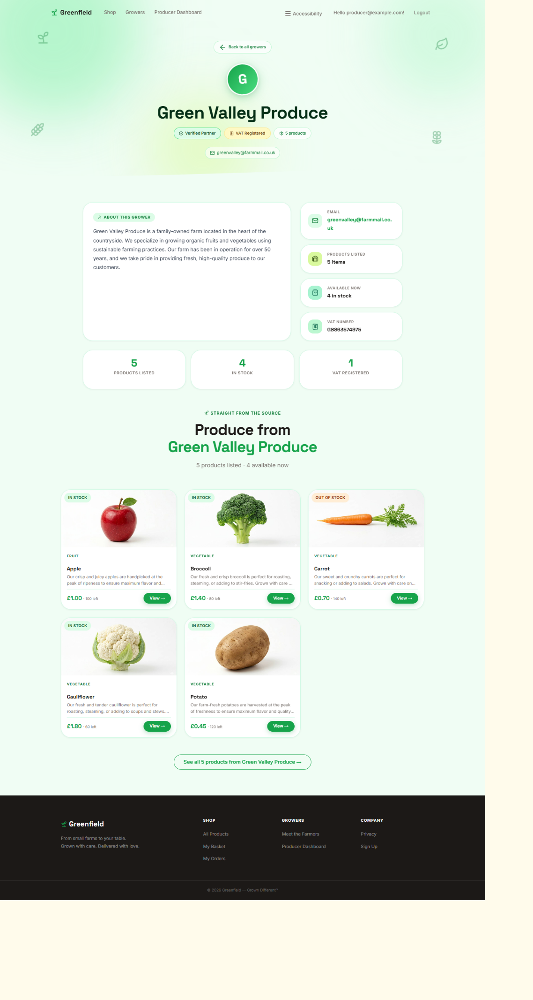 Greenfield
Shop
Growers
Producer Dashboard
Accessibility
Hello producer@example.com!
Logout
Back to all growers
G
Green Valley Produce
Verified Partner
VAT Registered
5 products
greenvalley@farmmail.co.uk
ABOUT THIS GROWER
Green Valley Produce is a family-owned farm located in the heart of the
countryside. We specialize in growing organic fruits and vegetables using
sustainable farming practices. Our farm has been in operation for over 50
years, and we take pride in providing fresh, high-quality produce to our
customers.
EMAIL
greenvalley@farmmail.co.
uk
PRODUCTS LISTED
5 items
AVAILABLE NOW
4 in stock
VAT NUMBER
GB863574975
5
PRODUCTS LISTED
4
IN STOCK
1
VAT REGISTERED
STRAIGHT FROM THE SOURCE
Produce from
Green Valley Produce
5 products listed · 4 available now
IN STOCK
FRUIT
Apple
Our crisp and juicy apples are handpicked at the
peak of ripeness to ensure maximum flavor and...
£1.00 · 100 left
View →
IN STOCK
VEGETABLE
Broccoli
Our fresh and crisp broccoli is perfect for roasting,
steaming, or adding to stir-fries. Grown with care ...
£1.40 · 80 left
View →
OUT OF STOCK
VEGETABLE
Carrot
Our sweet and crunchy carrots are perfect for
snacking or adding to salads. Grown with care on...
£0.70 · 140 left
View →
IN STOCK
VEGETABLE
Cauliflower
Our fresh and tender cauliflower is perfect for
roasting, steaming, or adding to soups and stews....
£1.80 · 60 left
View →
IN STOCK
VEGETABLE
Potato
Our farm-fresh potatoes are harvested at the peak
of freshness to ensure maximum flavor and quality...
£0.45 · 120 left
View →
See all 5 products from Green Valley Produce →
Greenfield
From small farms to your table.
Grown with care. Delivered with love.
SHOP
All Products
My Basket
My Orders
GROWERS
Meet the Farmers
Producer Dashboard
COMPANY
Privacy
Sign Up
© 2026 Greenfield — Grown Different™